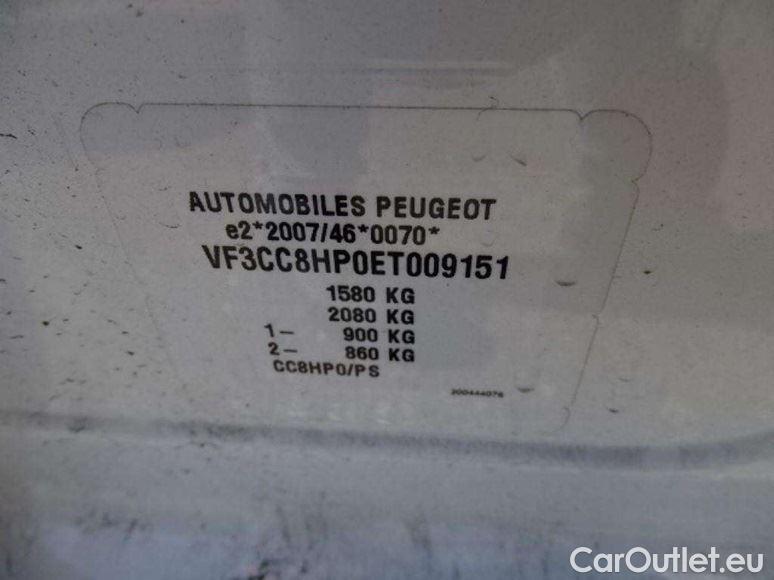 AUTOMOBILES PEUGEOT
e2*2007/46*0070*
VF3CC8HP0ET009151
1580 KG
2080 KG
1- 900 KG
2- 860 KG
CC8HP0/PS
200444076
CarOutlet.eu